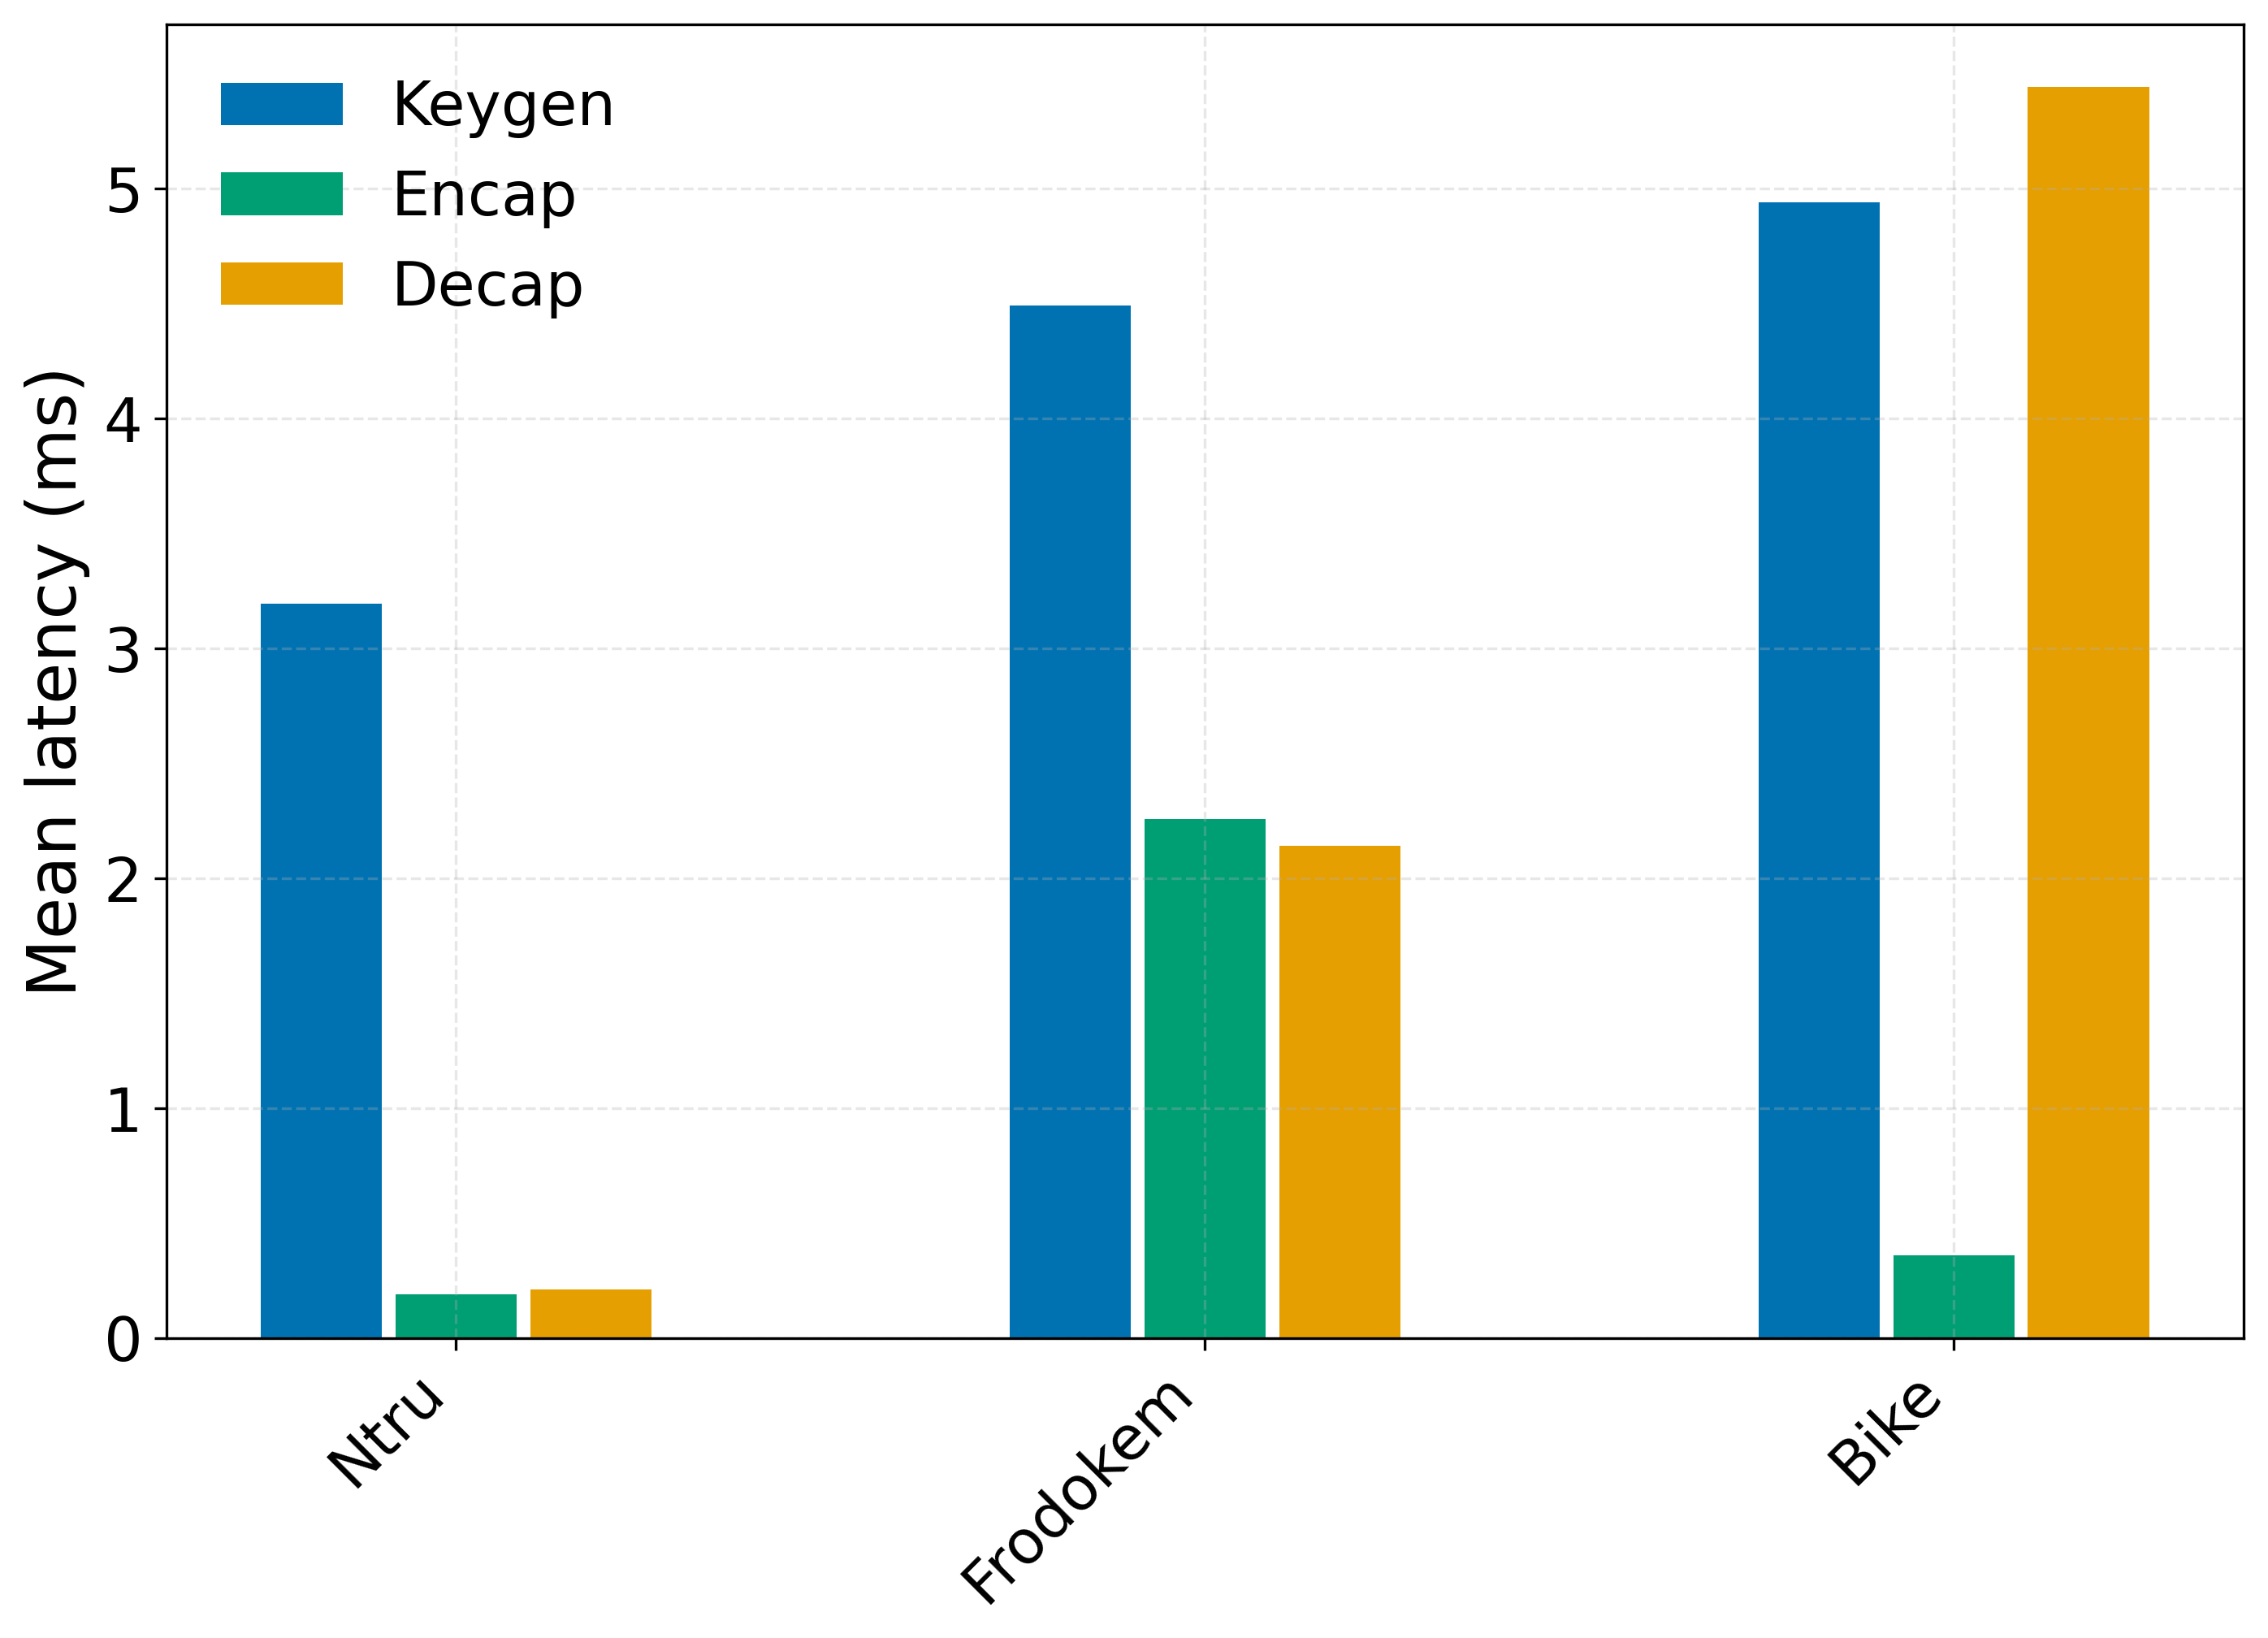 Keygen
Encap
Decap
Mean latency (ms)
5
4
3
2
1
0
Ntru
Frodokem
Bike